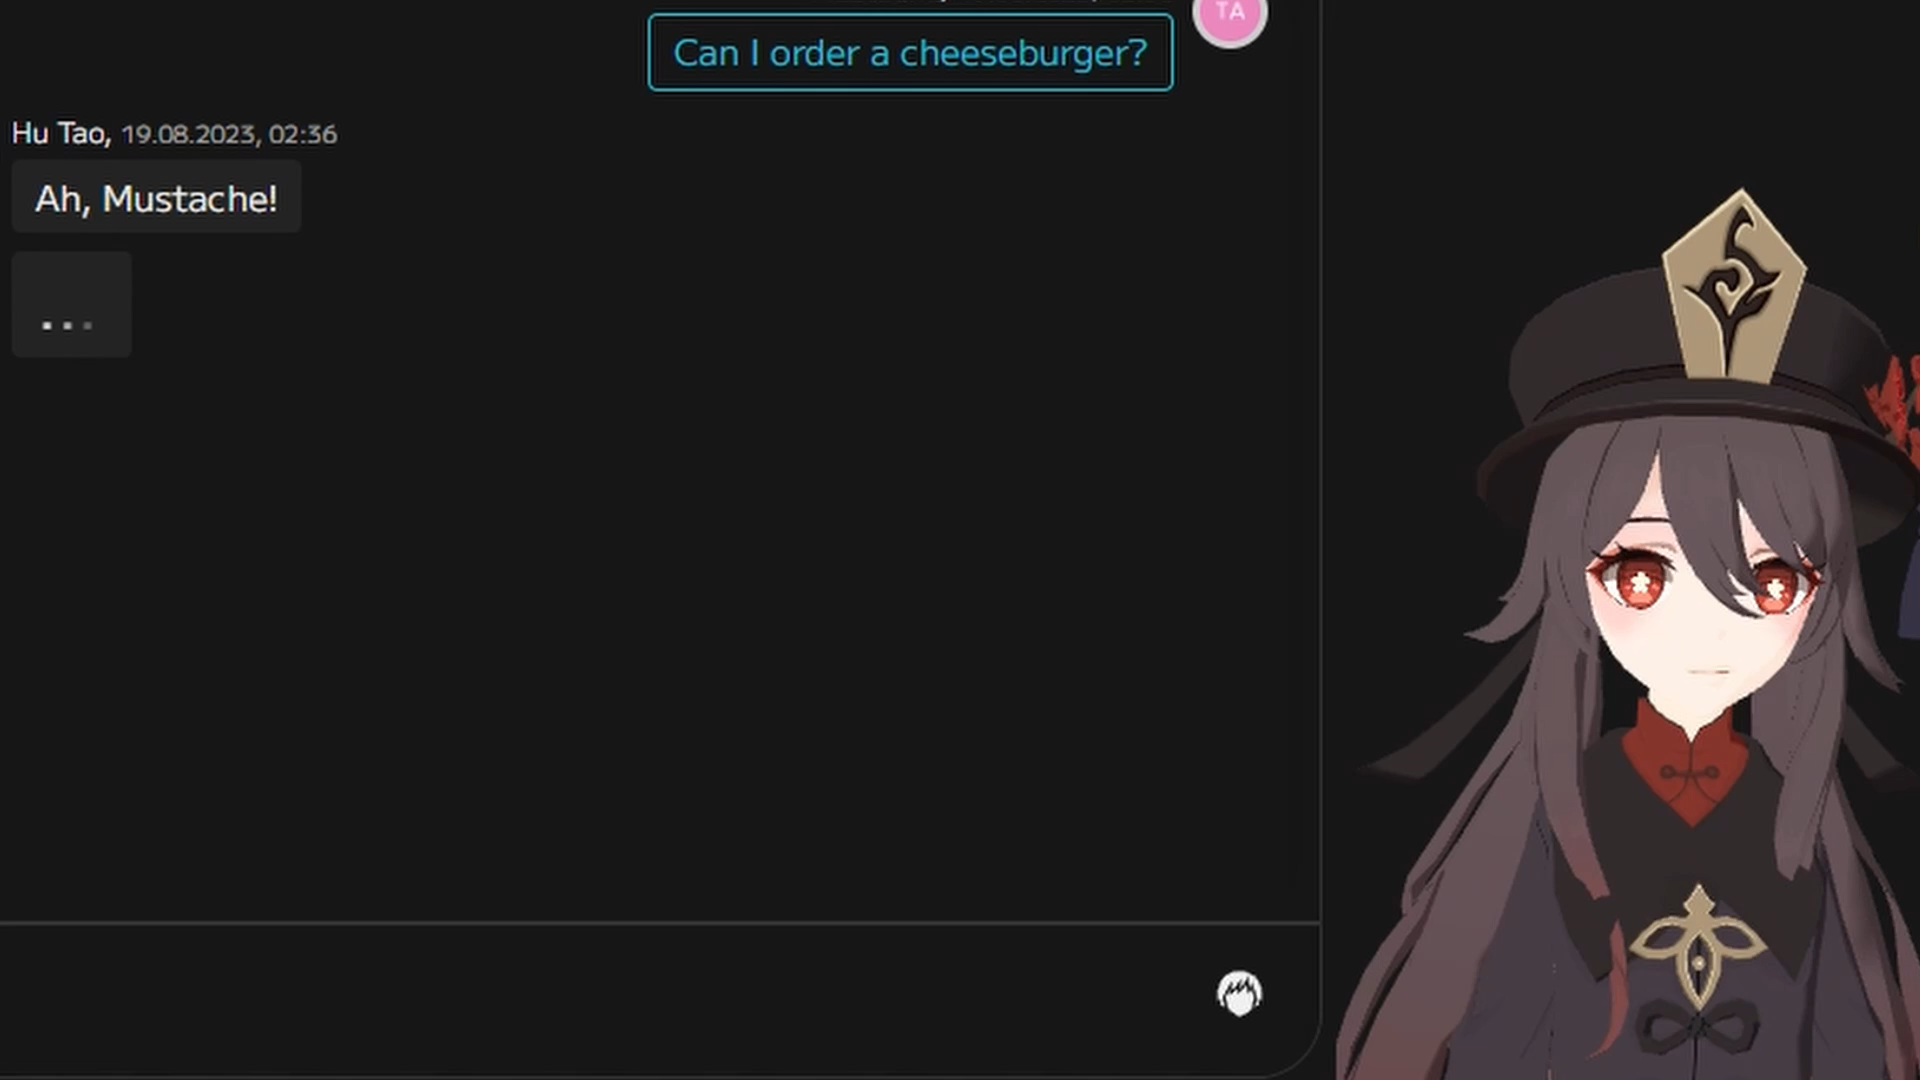 TA
Can I order a cheeseburger?
Hu Tao, 19.08.2023, 02:36
Ah, Mustache!
...